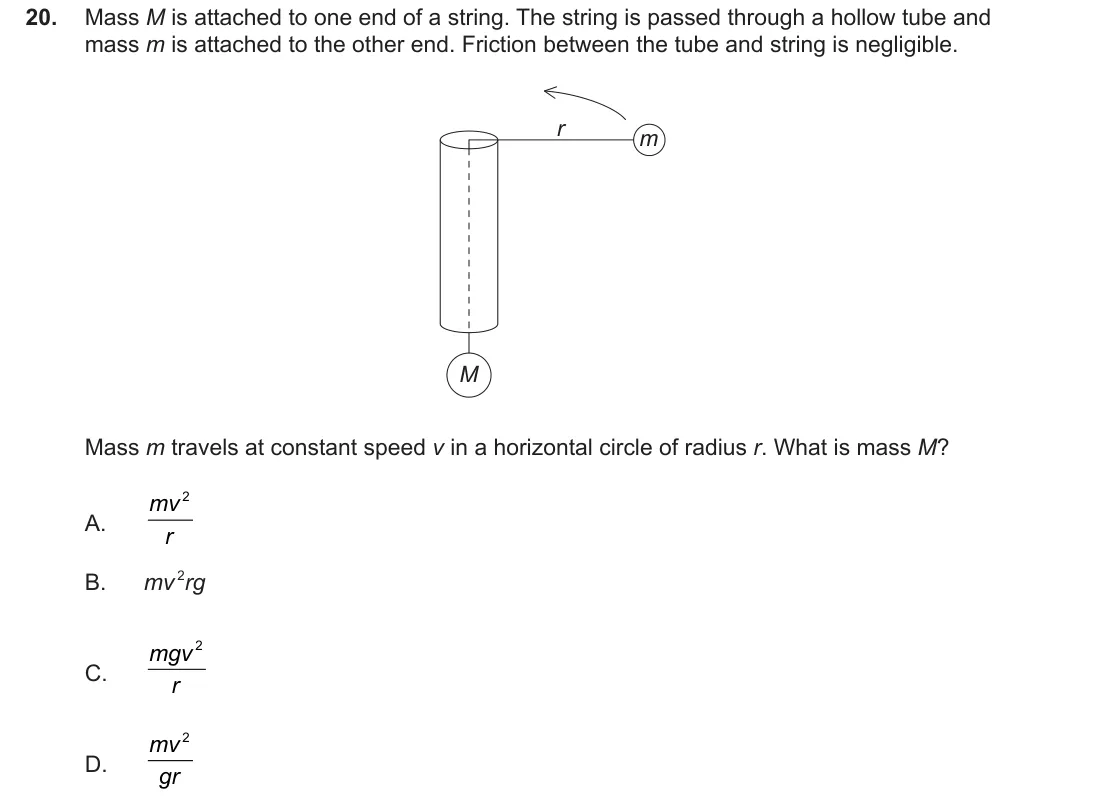 20. Mass M is attached to one end of a string. The string is passed through a hollow tube and
mass m is attached to the other end. Friction between the tube and string is negligible.
r
m
M
Mass m travels at constant speed v in a horizontal circle of radius r. What is mass M?
A. mv²/r
B. mv²rg
C. mgv²/r
D. mv²/gr